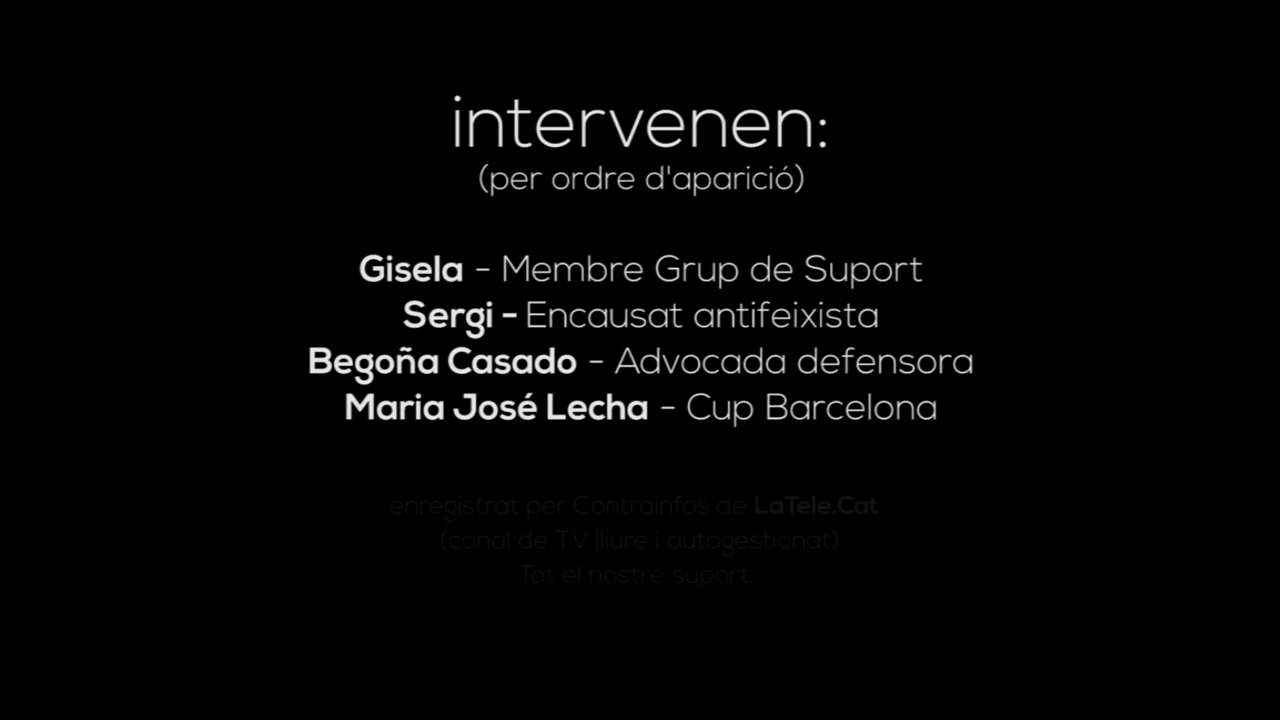 intervenen:
(per ordre d'aparició)
Gisela - Membre Grup de Suport
Sergi - Encausat antifeixista
Begoña Casado - Advocada defensora
Maria José Lecha - Cup Barcelona
enregistrat per Contrainfos de LaTele.Cat
(canal de TV lliure i autogestionat)
Tot el nostre suport.